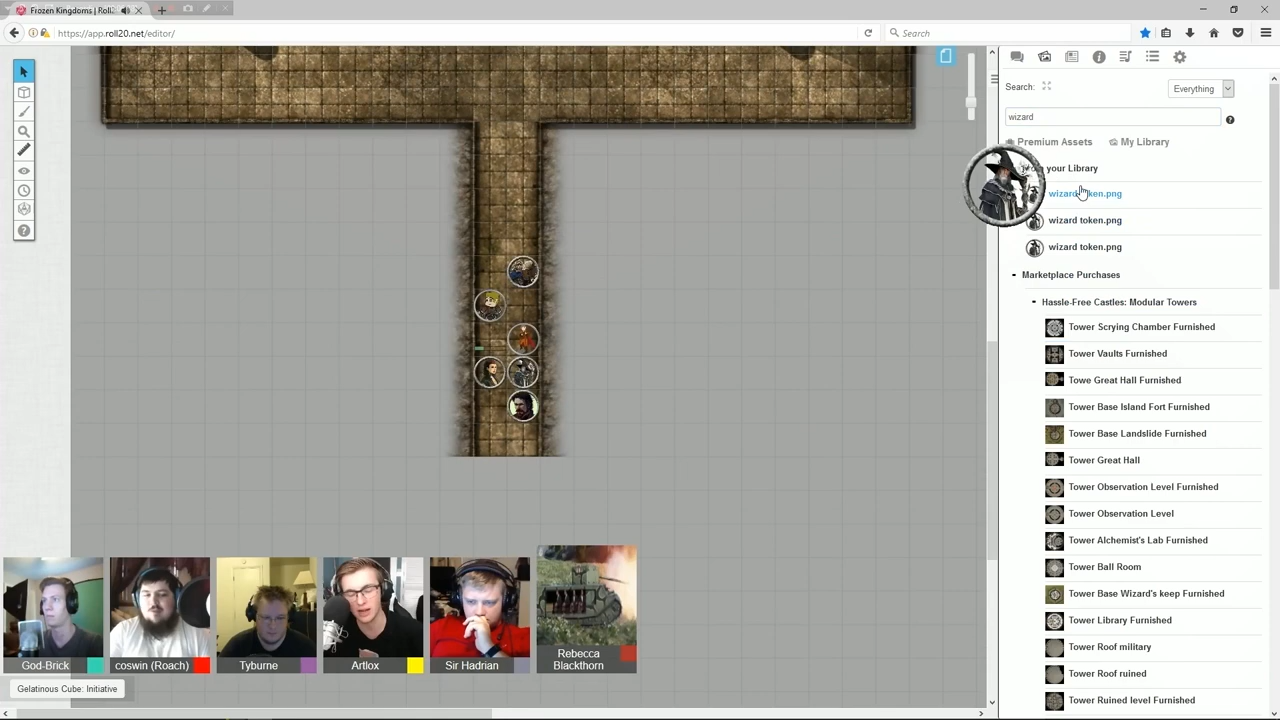 Frozen Kingdoms | Roll2
https://app.roll20.net/editor/
Search
Search:
Everything
wizard
Premium Assets
My Library
your Library
wizard token.png
wizard token.png
wizard token.png
Marketplace Purchases
Hassle-Free Castles: Modular Towers
Tower Scrying Chamber Furnished
Tower Vaults Furnished
Towe Great Hall Furnished
Tower Base Island Fort Furnished
Tower Base Landslide Furnished
Tower Great Hall
Tower Observation Level Furnished
Tower Observation Level
Tower Alchemist's Lab Furnished
Tower Ball Room
Tower Base Wizard's keep Furnished
Tower Library Furnished
Tower Roof military
Tower Roof ruined
Tower Ruined level Furnished
God-Brick
coswin (Roach)
Tyburne
Artlox
Sir Hadrian
Rebecca
Blackthorn
Gelatinous Cube: Initiative